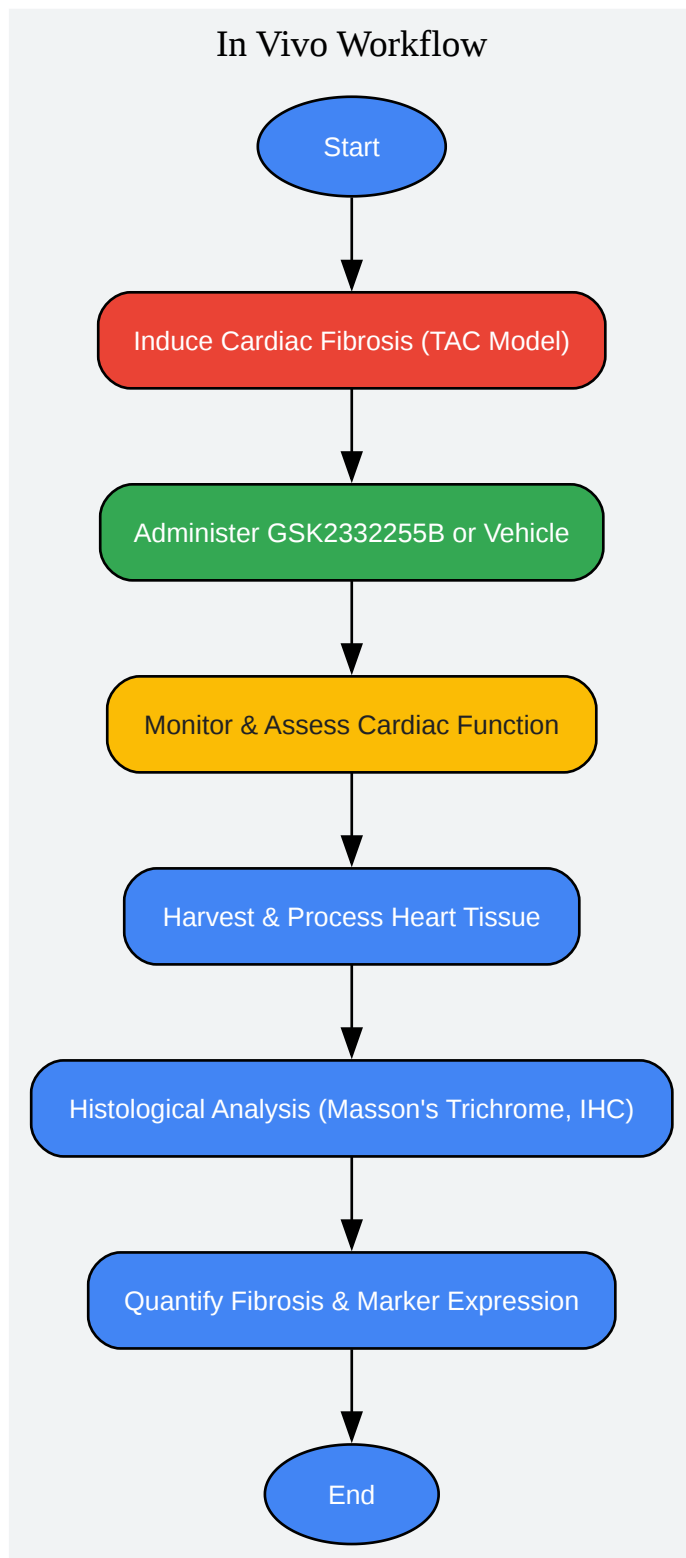 In Vivo Workflow
Start
Induce Cardiac Fibrosis (TAC Model)
Administer GSK2332255B or Vehicle
Monitor & Assess Cardiac Function
Harvest & Process Heart Tissue
Histological Analysis (Masson's Trichrome, IHC)
Quantify Fibrosis & Marker Expression
End